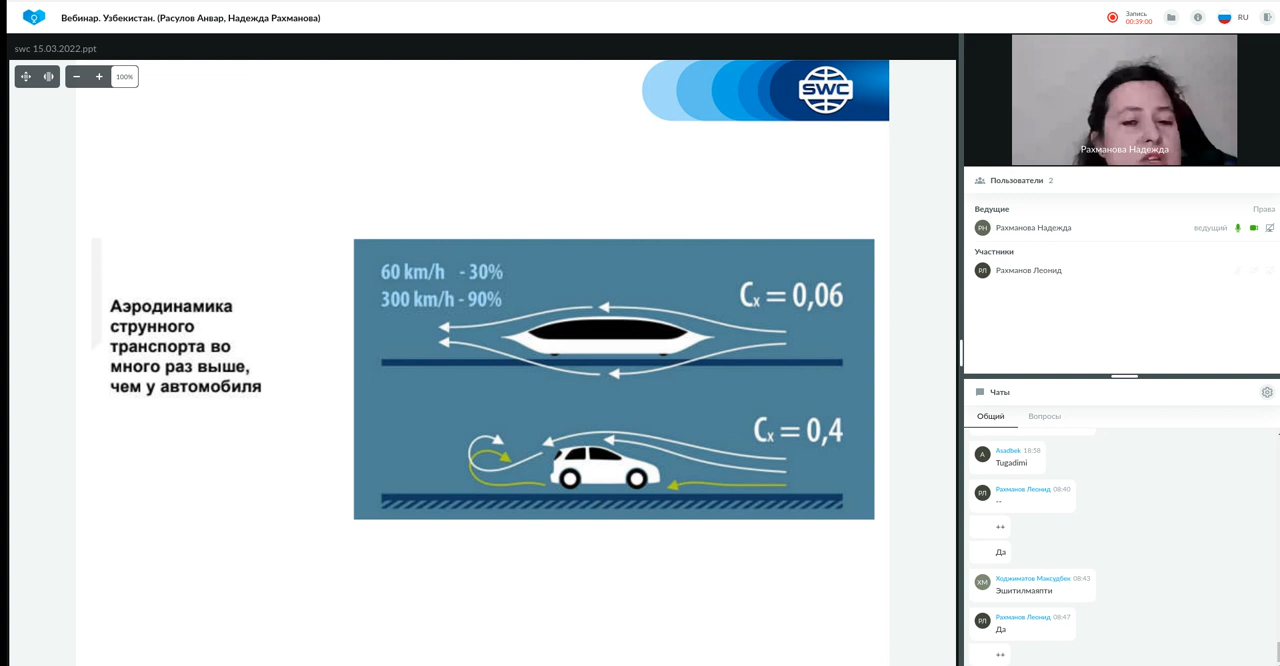 Вебинар. Узбекистан. (Расулов Анвар, Надежда Рахманова)
Запись
00:39:00
RU
swc 15.03.2022.ppt
100%
SWC
Рахманова Надежда
Пользователи 2
Ведущие
Права
РН
Рахманова Надежда
ведущий
Участники
РЛ
Рахманов Леонид
60 km/h - 30%
300 km/h - 90%
Cx = 0,06
Аэродинамика
струнного
транспорта во
много раз выше,
чем у автомобиля
Cx = 0,4
Чаты
Общий
Вопросы
A
Asadbek 18:58
Tugadimi
РЛ
Рахманов Леонид 08:40
--
++
Да
ХМ
Ходжиматов Максудбек 08:43
Эшитилмаяпти
РЛ
Рахманов Леонид 08:47
Да
++